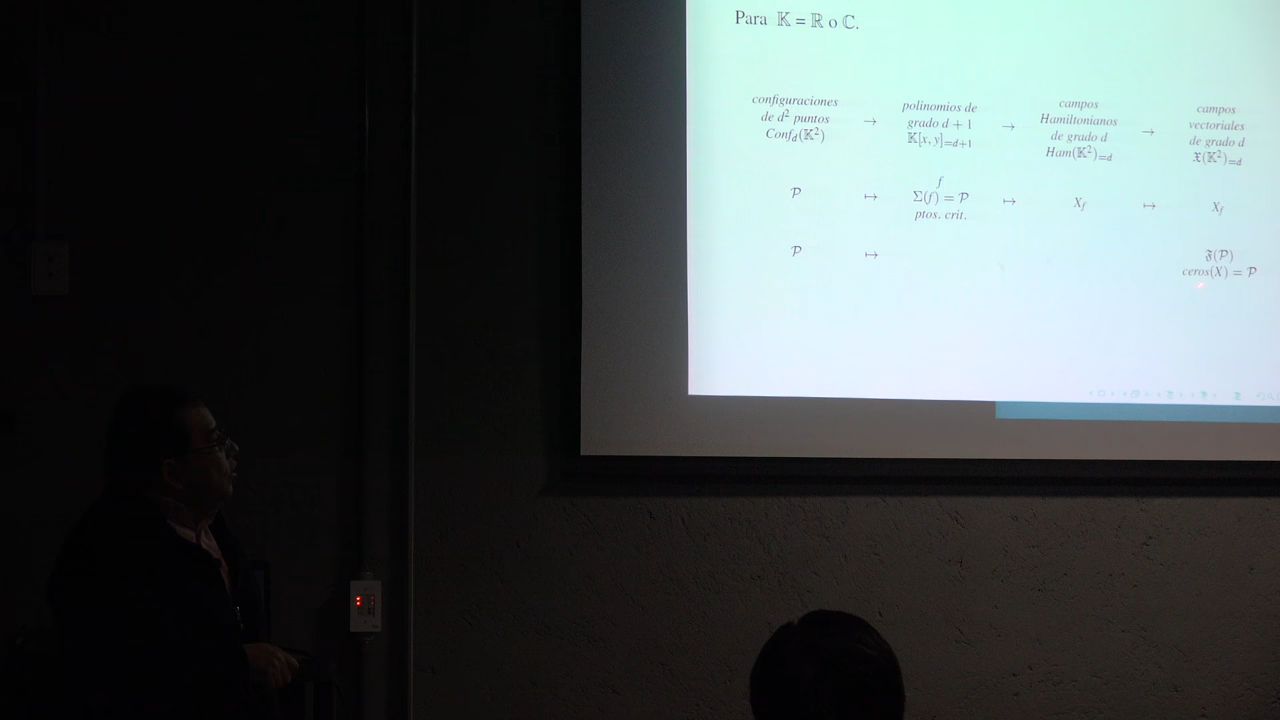 Para 𝕂 = ℝ o ℂ.
configuraciones de d² puntos Conf_d(𝕂²) → polinomios de grado d + 1 𝕂[x, y]_{=d+1} → campos Hamiltonianos de grado d Ham(𝕂²)_{=d} → campos vectoriales de grado d 𝔛(𝕂²)_{=d}
𝒫 ↦ f Σ(f) = 𝒫 ptos. crit. ↦ X_f ↦ X_f
𝒫 ↦ 𝔉(𝒫) ceros(X) = 𝒫